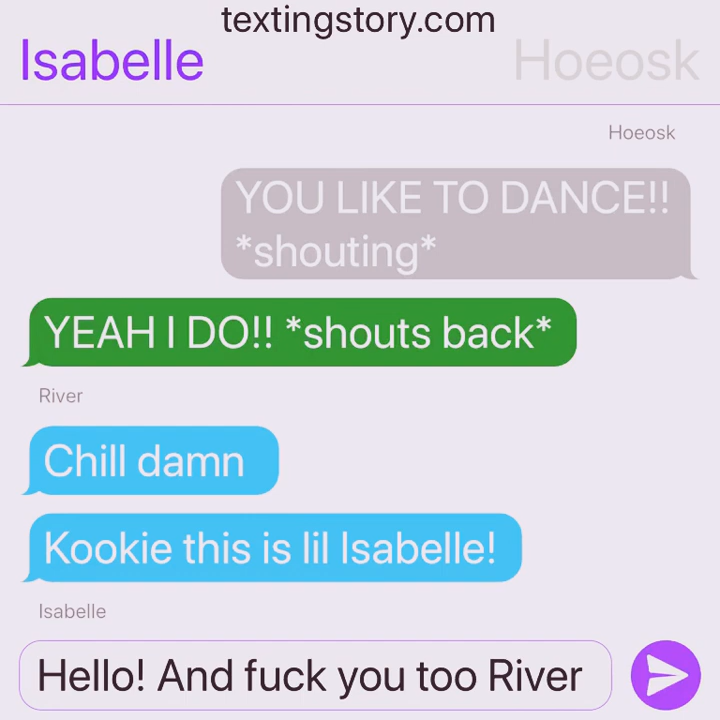 textingstory.com
Isabelle
Hoeosk
Hoeosk
YOU LIKE TO DANCE!!
*shouting*
YEAH I DO!! *shouts back*
River
Chill damn
Kookie this is lil Isabelle!
Isabelle
Hello! And fuck you too River